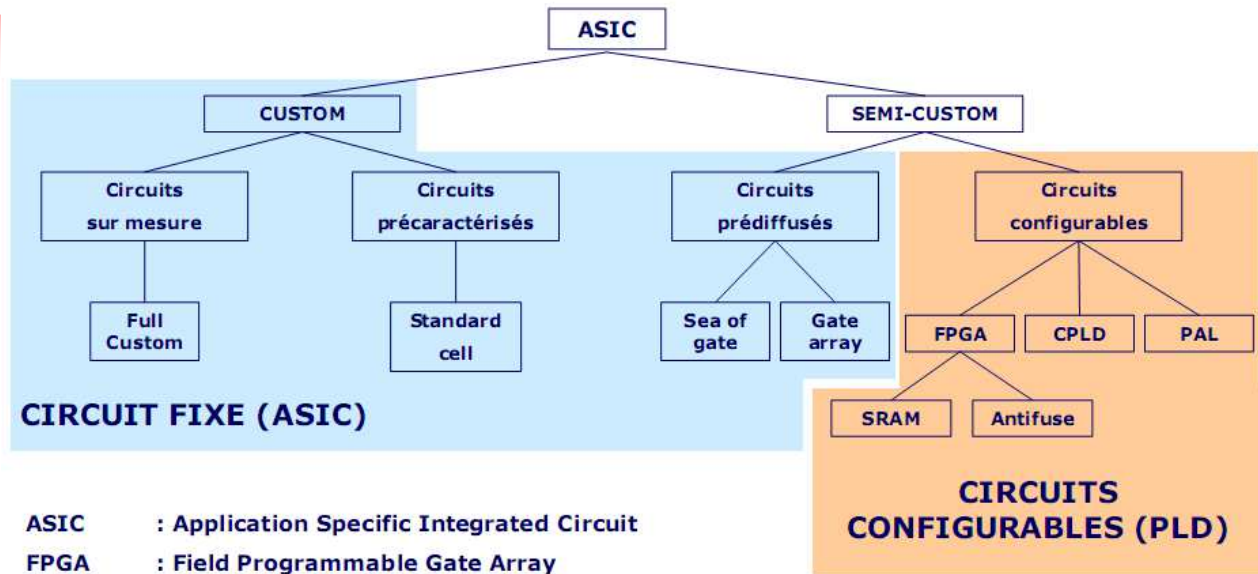 ASIC
CUSTOM
SEMI-CUSTOM
Circuits
sur mesure
Circuits
précaractérisés
Circuits
prédiffusés
Circuits
configurables
Full
Custom
Standard
cell
Sea of
gate
Gate
array
FPGA
CPLD
PAL
SRAM
Antifuse
CIRCUIT FIXE (ASIC)
CIRCUITS
CONFIGURABLES (PLD)
ASIC : Application Specific Integrated Circuit
FPGA : Field Programmable Gate Array